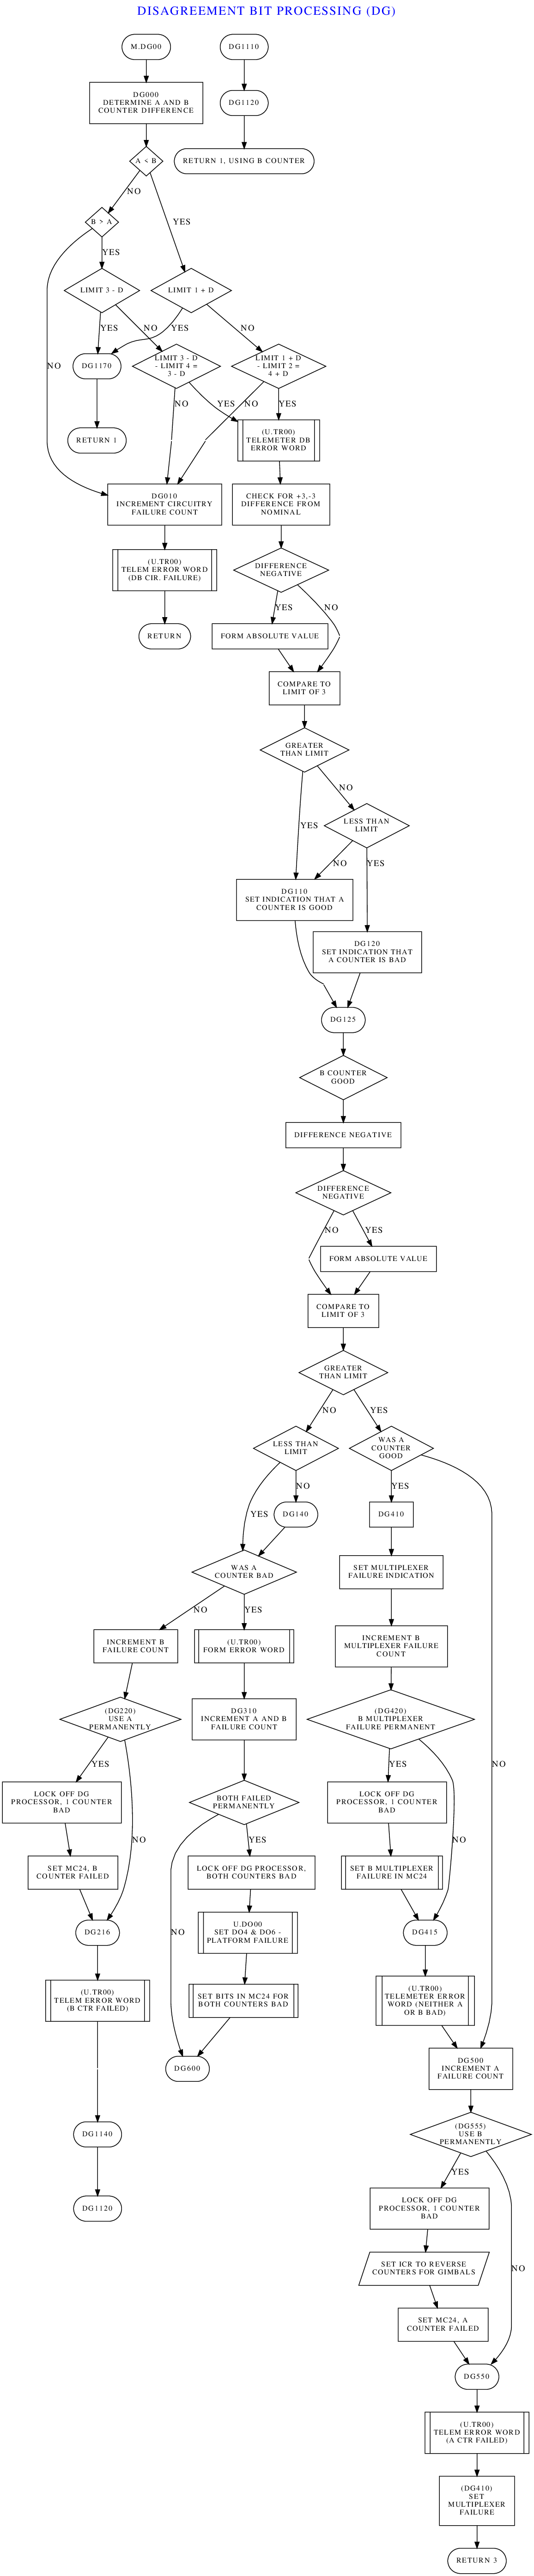 DISAGREEMENT BIT PROCESSING (DG)
M.DG00
DG1110
DG000
DETERMINE A AND B
COUNTER DIFFERENCE
DG1120
A < B
RETURN 1, USING B COUNTER
NO
YES
B > A
YES
LIMIT 3 - D
LIMIT 1 + D
YES
NO
YES
NO
NO
DG1170
LIMIT 3 - D
- LIMIT 4 =
3 - D
LIMIT 1 + D
- LIMIT 2 =
4 + D
NO
YES
NO
YES
RETURN 1
(U.TR00)
TELEMETER DB
ERROR WORD
DG010
INCREMENT CIRCUITRY
FAILURE COUNT
CHECK FOR +3,-3
DIFFERENCE FROM
NOMINAL
(U.TR00)
TELEM ERROR WORD
(DB CIR. FAILURE)
DIFFERENCE
NEGATIVE
YES
NO
RETURN
FORM ABSOLUTE VALUE
COMPARE TO
LIMIT OF 3
GREATER
THAN LIMIT
NO
YES
LESS THAN
LIMIT
NO
YES
DG110
SET INDICATION THAT A
COUNTER IS GOOD
DG120
SET INDICATION THAT
A COUNTER IS BAD
DG125
B COUNTER
GOOD
DIFFERENCE NEGATIVE
DIFFERENCE
NEGATIVE
NO
YES
FORM ABSOLUTE VALUE
COMPARE TO
LIMIT OF 3
GREATER
THAN LIMIT
NO
YES
LESS THAN
LIMIT
WAS A
COUNTER
GOOD
NO
YES
YES
DG140
DG410
WAS A
COUNTER BAD
SET MULTIPLEXER
FAILURE INDICATION
NO
YES
INCREMENT B
FAILURE COUNT
(U.TR00)
FORM ERROR WORD
INCREMENT B
MULTIPLEXER FAILURE
COUNT
(DG220)
USE A
PERMANENTLY
DG310
INCREMENT A AND B
FAILURE COUNT
(DG420)
B MULTIPLEXER
FAILURE PERMANENT
YES
YES
NO
LOCK OFF DG
PROCESSOR, 1 COUNTER
BAD
BOTH FAILED
PERMANENTLY
LOCK OFF DG
PROCESSOR, 1 COUNTER
BAD
NO
YES
NO
SET MC24, B
COUNTER FAILED
LOCK OFF DG PROCESSOR,
BOTH COUNTERS BAD
SET B MULTIPLEXER
FAILURE IN MC24
DG216
NO
U.DO00
SET DO4 & DO6 -
PLATFORM FAILURE
DG415
(U.TR00)
TELEM ERROR WORD
(B CTR FAILED)
SET BITS IN MC24 FOR
BOTH COUNTERS BAD
(U.TR00)
TELEMETER ERROR
WORD (NEITHER A
OR B BAD)
DG600
DG500
INCREMENT A
FAILURE COUNT
DG1140
(DG555)
USE B
PERMANENTLY
YES
DG1120
LOCK OFF DG
PROCESSOR, 1 COUNTER
BAD
SET ICR TO REVERSE
COUNTERS FOR GIMBALS
NO
SET MC24, A
COUNTER FAILED
DG550
(U.TR00)
TELEM ERROR WORD
(A CTR FAILED)
(DG410)
SET
MULTIPLEXER
FAILURE
RETURN 3